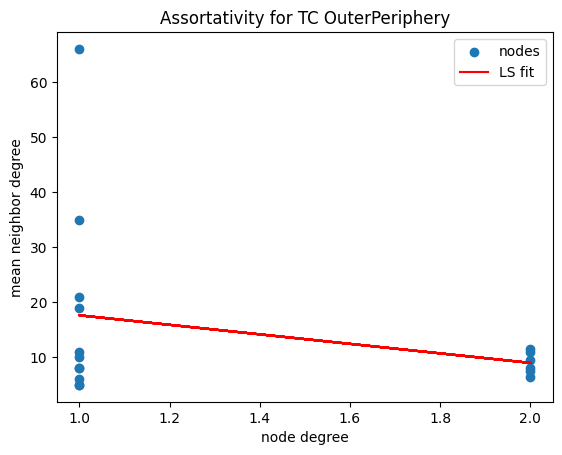 Assortativity for TC OuterPeriphery
nodes
LS fit
mean neighbor degree
60
50
40
30
20
10
1.0
1.2
1.4
1.6
1.8
2.0
node degree